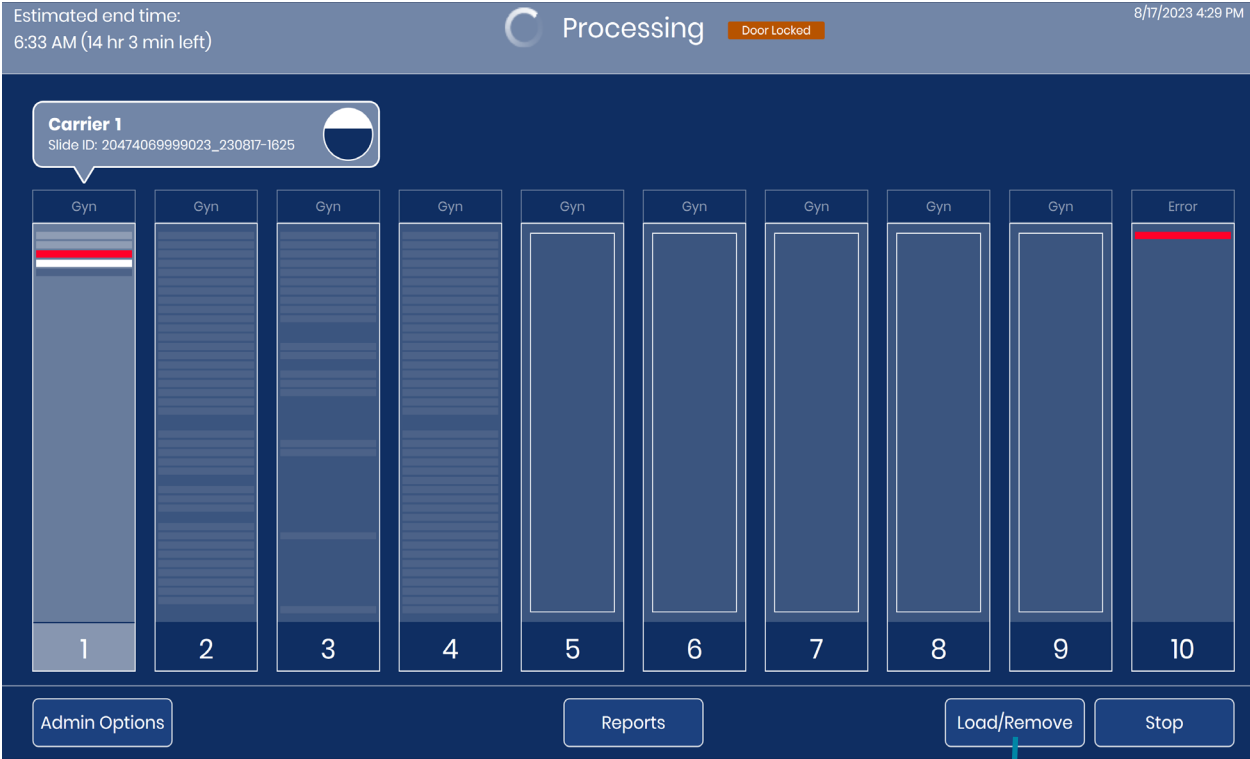 Estimated end time:
6:33 AM (14 hr 3 min left)
Processing
Door Locked
8/17/2023 4:29 PM
Carrier 1
Slide ID: 20474069999023_230817-1625
Gyn
Gyn
Gyn
Gyn
Gyn
Gyn
Gyn
Gyn
Gyn
Error
1
2
3
4
5
6
7
8
9
10
Admin Options
Reports
Load/Remove
Stop